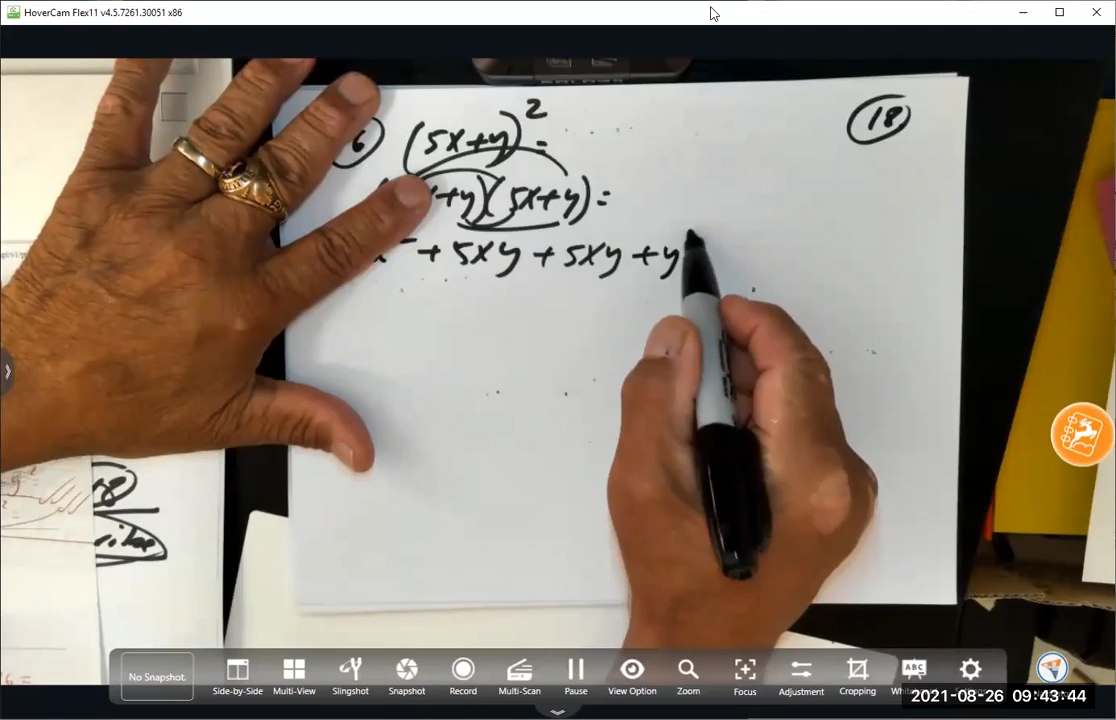 HoverCam Flex11 v4.5.7261.30051 x86
6 (5x+y)² = 18
+y)(5x+y) =
+ 5xy + 5xy + y
18
No Snapshot.
Side-by-Side Multi-View Slingshot Snapshot Record Multi-Scan Pause View Option Zoom Focus Adjustment Cropping ABC
2021-08-26 09:43:44